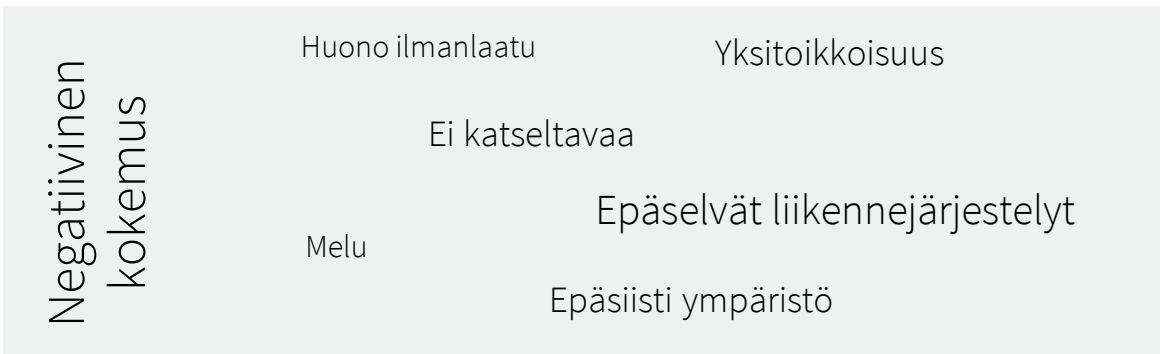 Negatiivinen
kokemus
Huono ilmanlaatu
Yksitoikkoisuus
Ei katseltavaa
Epäselvät liikennejärjestelyt
Melu
Epäsiisti ympäristö